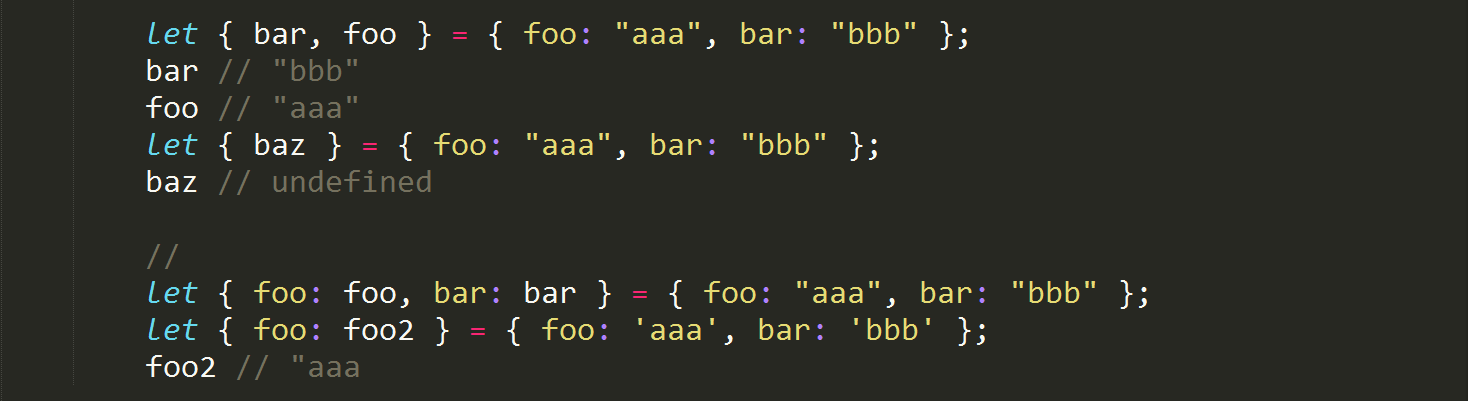 let { bar, foo } = { foo: "aaa", bar: "bbb" };
bar // "bbb"
foo // "aaa"
let { baz } = { foo: "aaa", bar: "bbb" };
baz // undefined
//
let { foo: foo, bar: bar } = { foo: "aaa", bar: "bbb" };
let { foo: foo2 } = { foo: 'aaa', bar: 'bbb' };
foo2 // "aaa